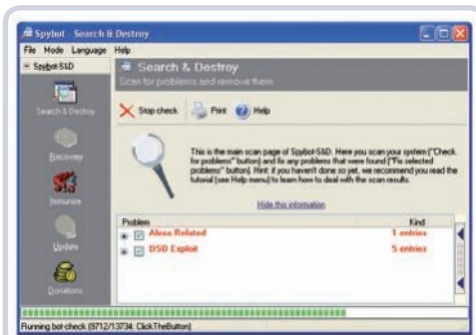 Spybot - Search & Destroy
File Mode Language Help
Spybot-S&D
Search & Destroy
Scan for problems and remove them.
Search & Destroy
Recovery
Immunize
Update
Donations
Stop check Print Help
This is the main scan page of Spybot-S&D. Here you scan your system ("Check
for problems" button) and fix any problems that were found ("Fix selected
problems" button). Hint: if you haven't done so yet, we recommend you read the
tutorial (see Help menu) to learn how to deal with the scan results.
Hide this information
Problem Kind
Alexa Related 1 entries
DSO Exploit 5 entries
Running bot-check (9712/13734: ClickTheButton)